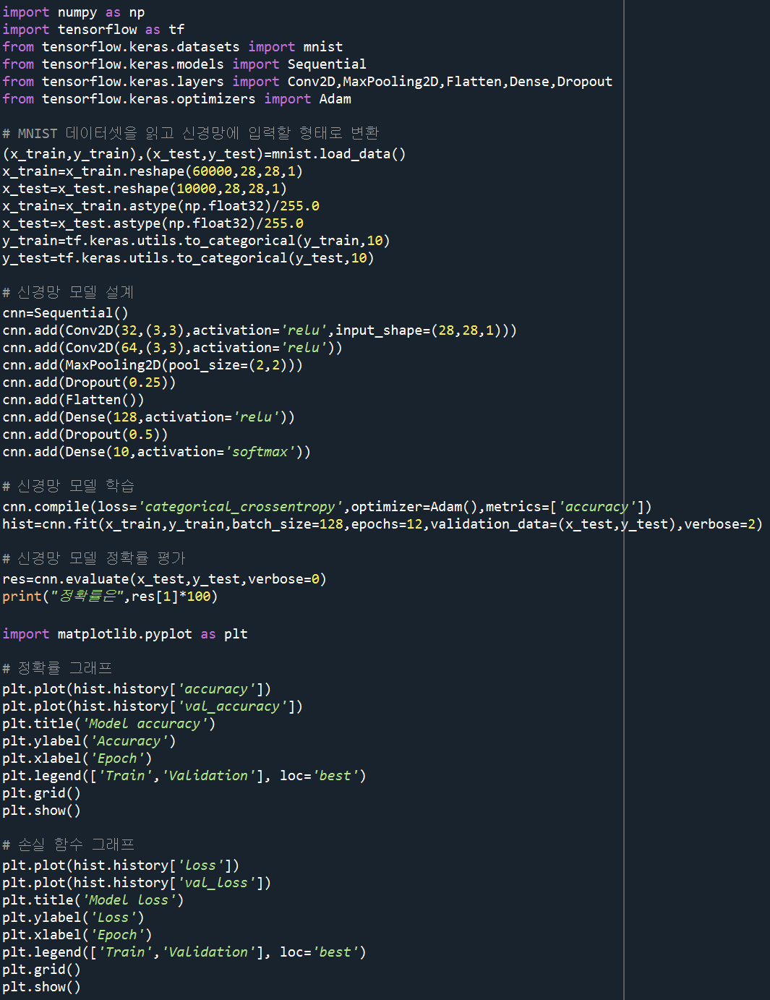 import numpy as np
import tensorflow as tf
from tensorflow.keras.datasets import mnist
from tensorflow.keras.models import Sequential
from tensorflow.keras.layers import Conv2D,MaxPooling2D,Flatten,Dense,Dropout
from tensorflow.keras.optimizers import Adam
# MNIST 데이터셋을 읽고 신경망에 입력할 형태로 변환
(x_train,y_train),(x_test,y_test)=mnist.load_data()
x_train=x_train.reshape(60000,28,28,1)
x_test=x_test.reshape(10000,28,28,1)
x_train=x_train.astype(np.float32)/255.0
x_test=x_test.astype(np.float32)/255.0
y_train=tf.keras.utils.to_categorical(y_train,10)
y_test=tf.keras.utils.to_categorical(y_test,10)
# 신경망 모델 설계
cnn=Sequential()
cnn.add(Conv2D(32,(3,3),activation='relu',input_shape=(28,28,1)))
cnn.add(Conv2D(64,(3,3),activation='relu'))
cnn.add(MaxPooling2D(pool_size=(2,2)))
cnn.add(Dropout(0.25))
cnn.add(Flatten())
cnn.add(Dense(128,activation='relu'))
cnn.add(Dropout(0.5))
cnn.add(Dense(10,activation='softmax'))
# 신경망 모델 학습
cnn.compile(loss='categorical_crossentropy',optimizer=Adam(),metrics=['accuracy'])
hist=cnn.fit(x_train,y_train,batch_size=128,epochs=12,validation_data=(x_test,y_test),verbose=2)
# 신경망 모델 정확률 평가
res=cnn.evaluate(x_test,y_test,verbose=0)
print("정확률은",res[1]*100)
import matplotlib.pyplot as plt
# 정확률 그래프
plt.plot(hist.history['accuracy'])
plt.plot(hist.history['val_accuracy'])
plt.title('Model accuracy')
plt.ylabel('Accuracy')
plt.xlabel('Epoch')
plt.legend(['Train','Validation'], loc='best')
plt.grid()
plt.show()
# 손실 함수 그래프
plt.plot(hist.history['loss'])
plt.plot(hist.history['val_loss'])
plt.title('Model loss')
plt.ylabel('Loss')
plt.xlabel('Epoch')
plt.legend(['Train','Validation'], loc='best')
plt.grid()
plt.show()